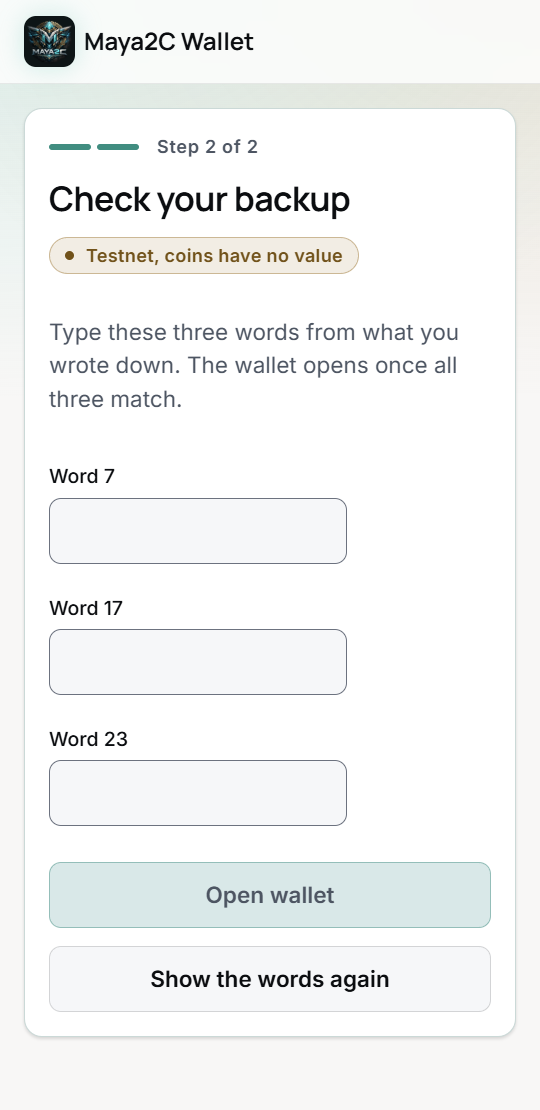 MAYA2C
Maya2C Wallet
Step 2 of 2
Check your backup
Testnet, coins have no value
Type these three words from what you
wrote down. The wallet opens once all
three match.
Word 7
Word 17
Word 23
Open wallet
Show the words again